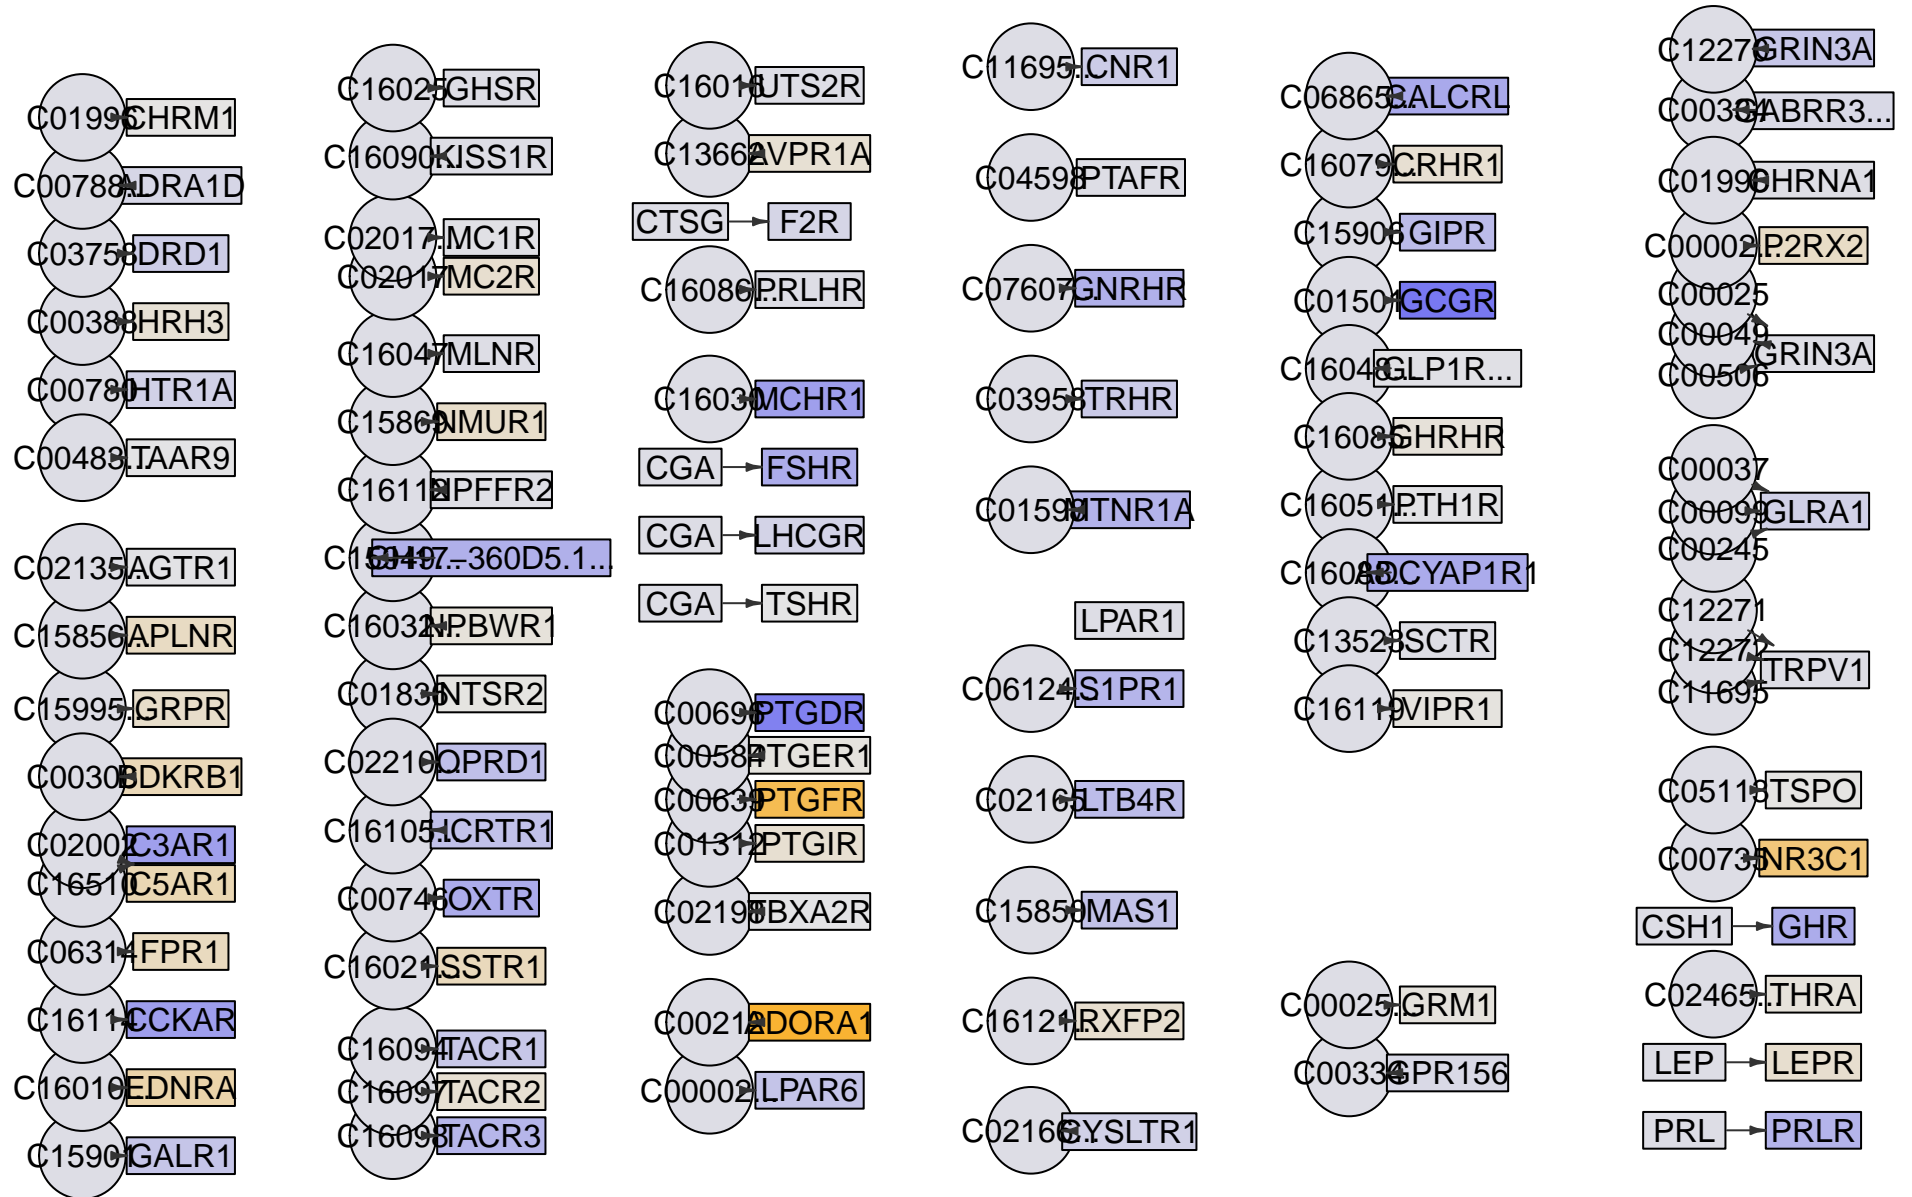 C01996 CHRM1
C00788... ADRA1D
C03758 DRD1
C00388 HRH3
C00780 HTR1A
C00483... TAAR9
C02135... AGTR1
C15856... APLNR
C15995... GRPR
C00306 BDKRB1
C02002 C3AR1
C16510 C5AR1
C06314 FPR1
C16114 CCKAR
C16010... EDNRA
C15901 GALR1
C16025 GHSR
C16090... KISS1R
C02017... MC1R
C02017 MC2R
C16047 MLNR
C15869 NMUR1
C16118 NPFFR2
360D5.1...
C16032... NPBWR1
C01836 NTSR2
C02210... OPRD1
C16105... HCRTR1
C00746 OXTR
C16021... SSTR1
C16094 TACR1
C16097 TACR2
C16098 TACR3
C16016 UTS2R
C13662 AVPR1A
CTSG F2R
C16086... PRLHR
C16030 MCHR1
CGA FSHR
CGA LHCGR
CGA TSHR
C00696 PTGDR
C00584 PTGER1
C00639 PTGFR
C01312 PTGIR
C02198 TBXA2R
C00212 ADORA1
C00002... LPAR6
C11695... CNR1
C04598 PTAFR
C07607... GNRHR
C03958 TRHR
C01598 MTNR1A
LPAR1
C06124... S1PR1
C02165 LTB4R
C15850 MAS1
C16121... RXFP2
C02166... CYSLTR1
C06865... CALCRL
C16079... CRHR1
C15906 GIPR
C01501 GCGR
C16048... GLP1R...
C16085 GHRHR
C16051... PTH1R
ADCYAP1R1
C13523 SCTR
C16119 VIPR1
C00025... GRM1
C00334 GPR156
C12270 GRIN3A
C00334 GABRR3...
C01996 CHRNA1
C00002... P2RX2
C00025
C00049 GRIN3A
C00506
C00037
C00099 GLRA1
C00245
C12271
C12272 TRPV1
C11695
C05113 TSPO
C00735 NR3C1
CSH1 GHR
C02465... THRA
LEP LEPR
PRL PRLR